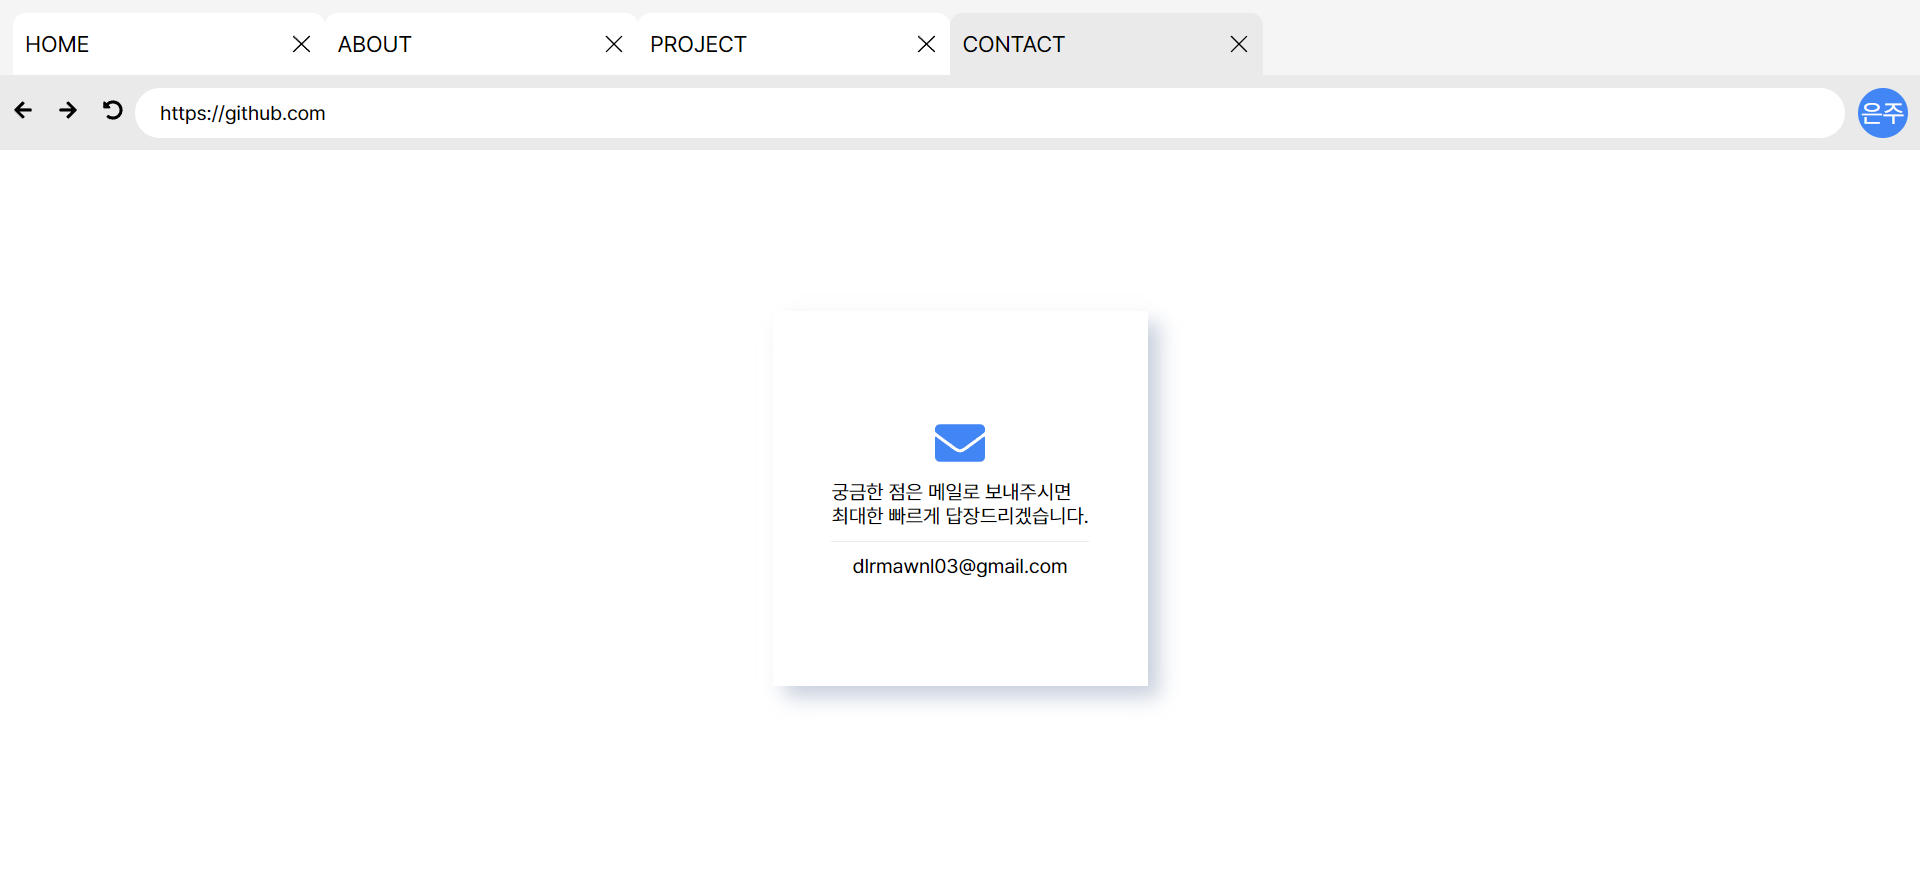 HOME
ABOUT
PROJECT
CONTACT
https://github.com
은주
궁금한 점은 메일로 보내주시면
최대한 빠르게 답장드리겠습니다.
dlrmawnl03@gmail.com